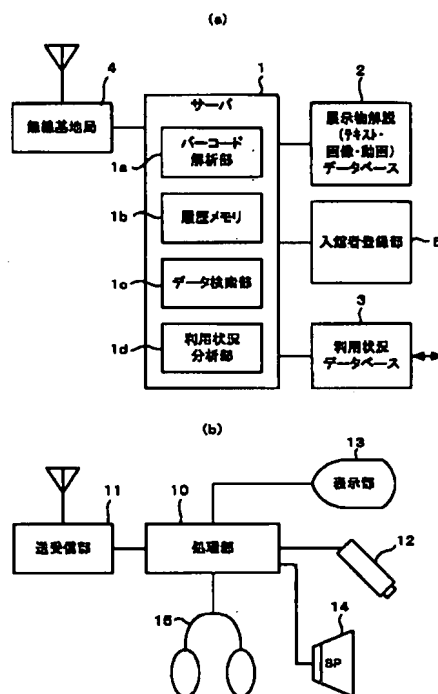 (a)
4
1
2
無線基地局
サーバ
バーコード
解析部
1a
履歴メモリ
1b
データ検索部
1c
利用状況
分析部
1d
展示物解説
(テキスト・
画像・動画)
データベース
入館者登録部
5
3
利用状況
データベース
(b)
11
10
13
送受信部
処理部
表示部
12
15
14
SP